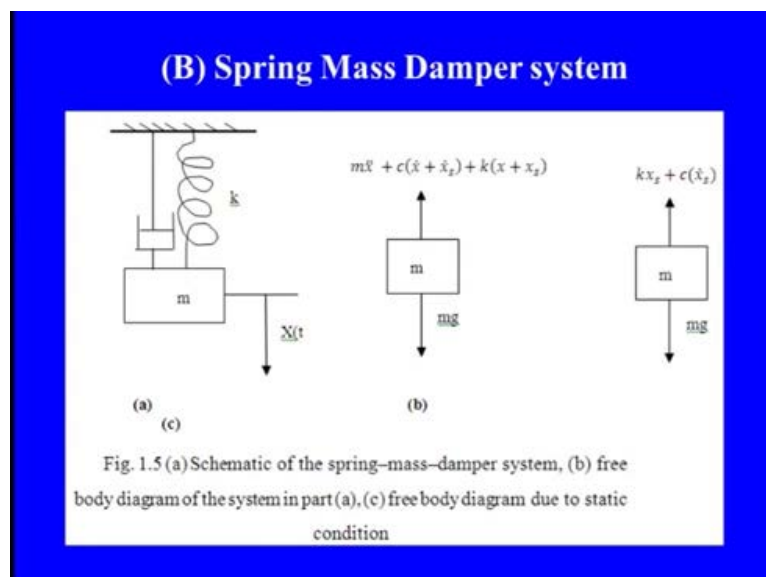 (B) Spring Mass Damper system
k
m
X(t
mẍ + c(ẋ + ẋₛ) + k(x + xₛ)
m
mg
kxₛ + c(ẋₛ)
m
mg
(a)
(b)
(c)
Fig. 1.5 (a) Schematic of the spring–mass–damper system, (b) free
body diagram of the system in part (a), (c) free body diagram due to static
condition